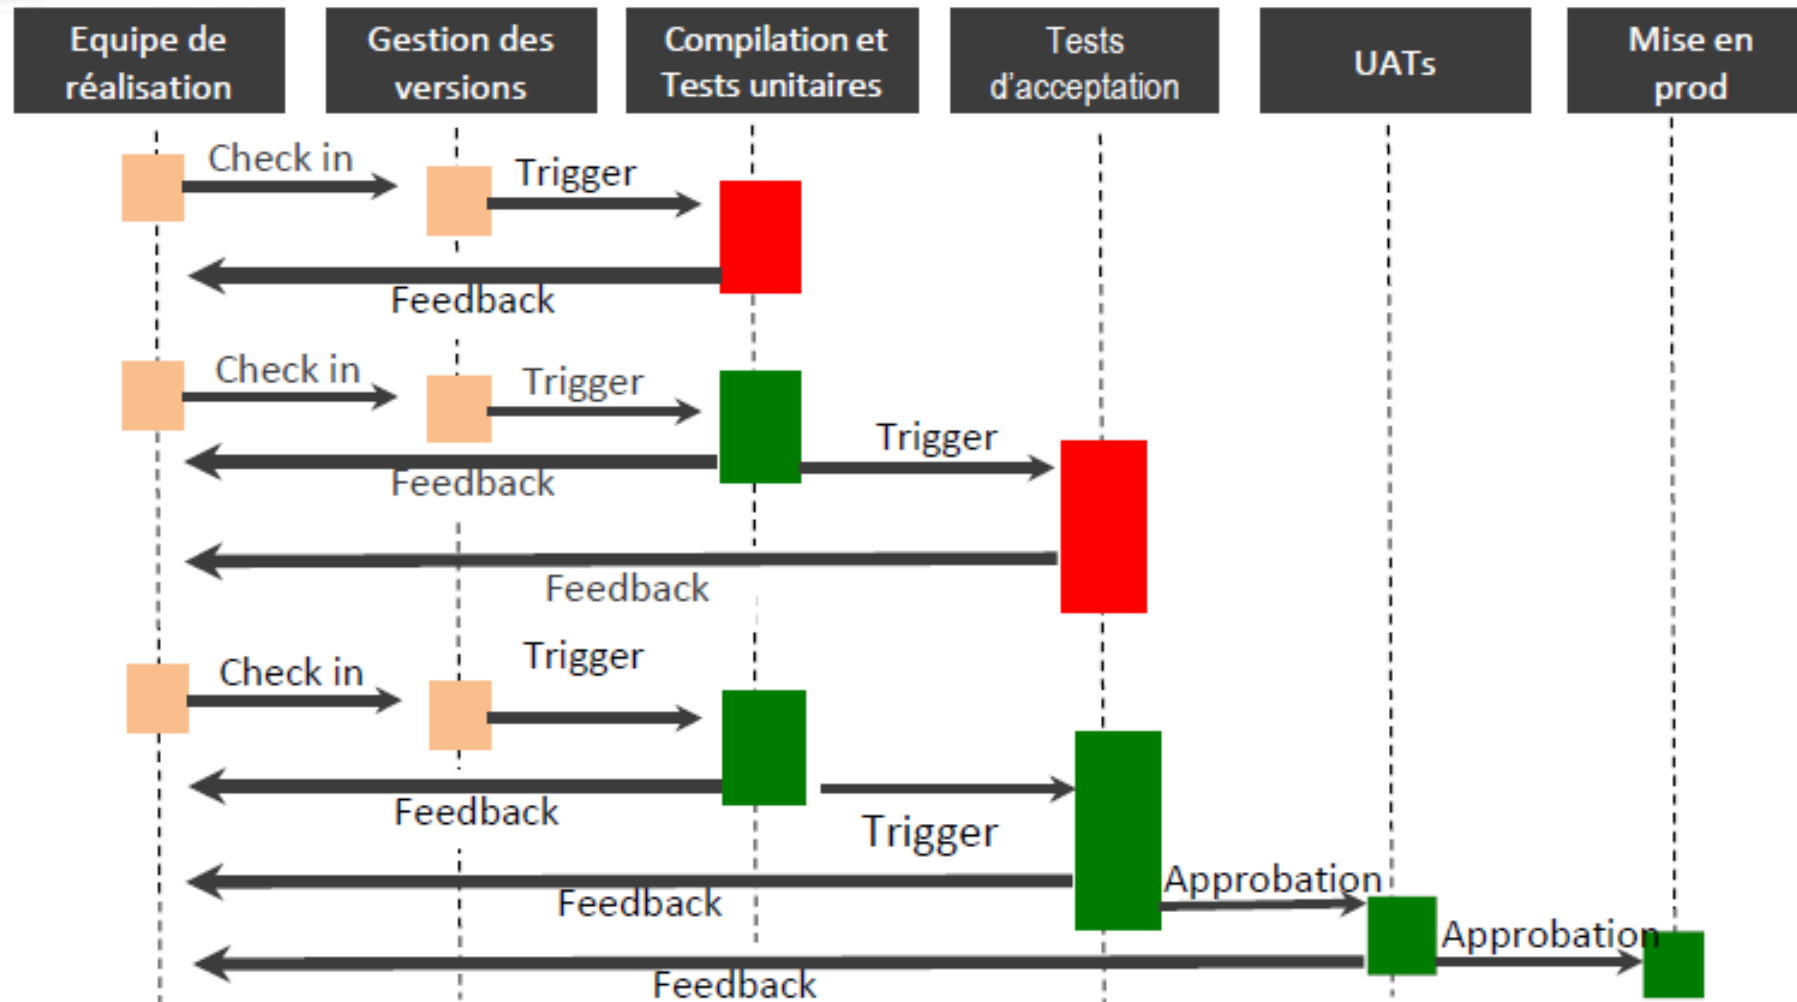 Equipe de
réalisation
Gestion des
versions
Compilation et
Tests unitaires
Tests
d'acceptation
UATs
Mise en
prod
Check in
Trigger
Feedback
Check in
Trigger
Trigger
Feedback
Feedback
Check in
Trigger
Feedback
Trigger
Approbation
Feedback
Approbation
Feedback